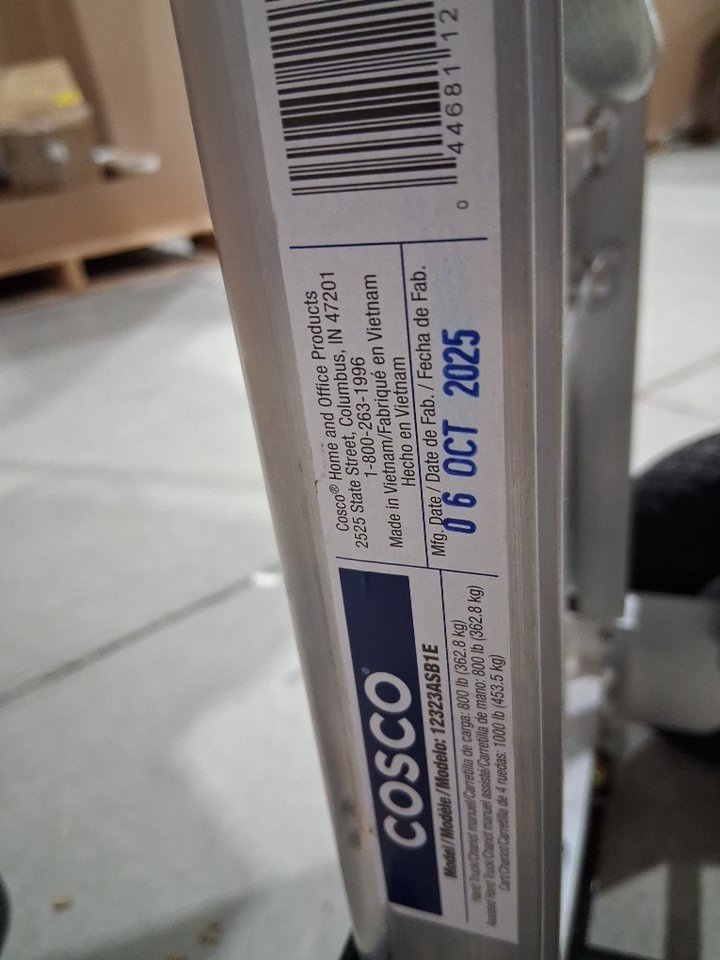 COSCO®
Model / Modèle / Modelo: 12323ASB1E
Hand Truck/Chariot manuel/Carretilla de carga: 800 lb (362.8 kg)
Assisted Hand Truck/Chariot manuel assisté/Carretilla de mano: 800 lb (362.8 kg)
Cart/Chariot/Carretilla de 4 ruedas: 1000 lb (453.5 kg)
Cosco® Home and Office Products
2525 State Street, Columbus, IN 47201
1-800-263-1996
Made in Vietnam/Fabriqué en Vietnam
Hecho en Vietnam
Mfg. Date / Date de Fab. / Fecha de Fab.
06 OCT 2025
0 44681 12